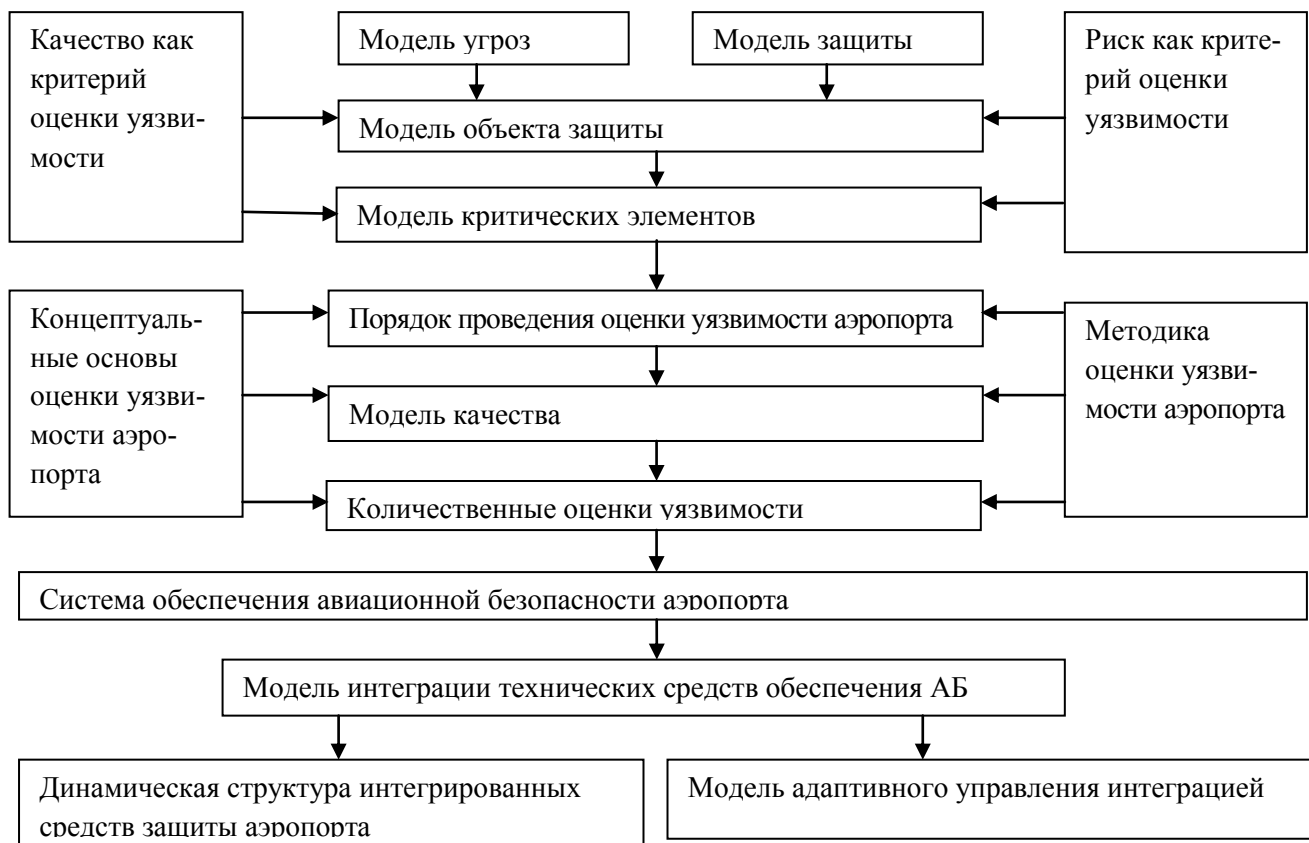 Качество как
критерий
оценки уязви-
мости
Модель угроз
Модель защиты
Риск как крите-
рий оценки
уязвимости
Модель объекта защиты
Модель критических элементов
Концептуаль-
ные основы
оценки уязви-
мости аэро-
порта
Порядок проведения оценки уязвимости аэропорта
Модель качества
Количественные оценки уязвимости
Методика
оценки уязви-
мости аэропорта
Система обеспечения авиационной безопасности аэропорта
Модель интеграции технических средств обеспечения АБ
Динамическая структура интегрированных
средств защиты аэропорта
Модель адаптивного управления интеграцией